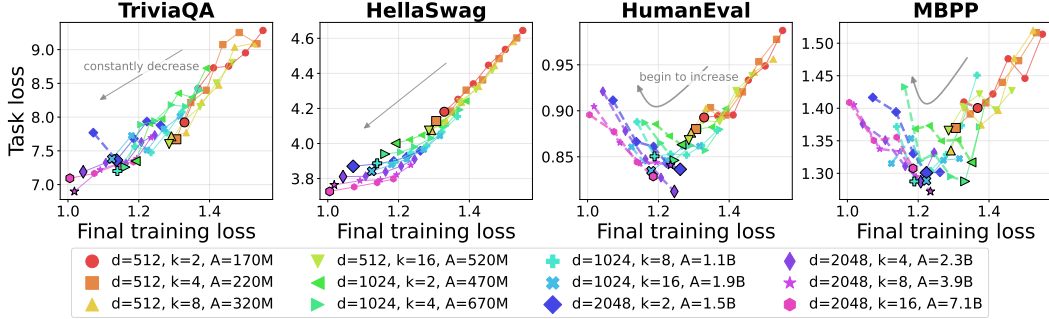 TriviaQA HellaSwag HumanEval MBPP
Task loss
9.0
8.5
8.0
7.5
7.0
constantly decrease
1.0 1.2 1.4
Final training loss
4.6
4.4
4.2
4.0
3.8
1.0 1.2 1.4
Final training loss
0.95
0.90
0.85
begin to increase
1.0 1.2 1.4
Final training loss
1.50
1.45
1.40
1.35
1.30
1.0 1.2 1.4
Final training loss
d=512, k=2, A=170M
d=512, k=4, A=220M
d=512, k=8, A=320M
d=512, k=16, A=520M
d=1024, k=2, A=470M
d=1024, k=4, A=670M
d=1024, k=8, A=1.1B
d=1024, k=16, A=1.9B
d=2048, k=2, A=1.5B
d=2048, k=4, A=2.3B
d=2048, k=8, A=3.9B
d=2048, k=16, A=7.1B